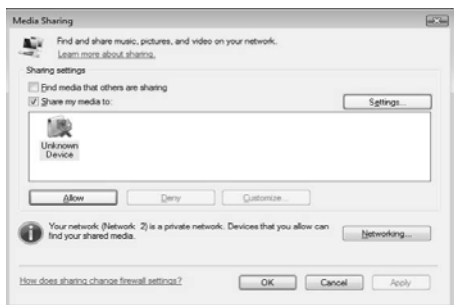 Media Sharing
Find and share music, pictures, and video on your network.
Learn more about sharing.
Sharing settings
Find media that others are sharing
Share my media to:
Settings...
Unknown
Device
Allow
Deny
Customize...
Your network (Network 2) is a private network. Devices that you allow can
find your shared media.
Networking...
How does sharing change firewall settings?
OK
Cancel
Apply